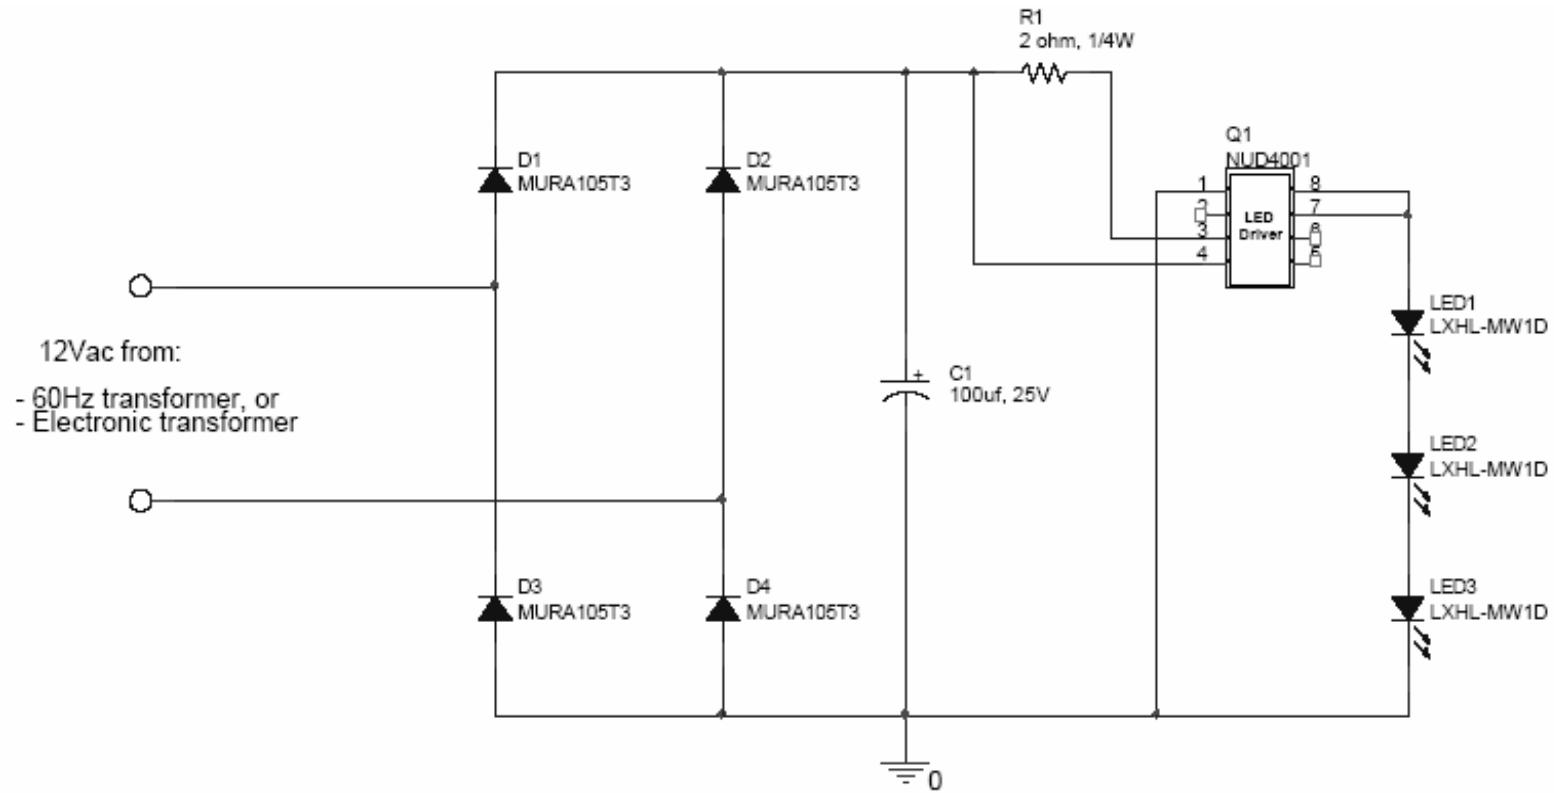 R1
2 ohm, 1/4W
Q1
NUD4001
D1
MURA105T3
D2
MURA105T3
1
2
3
4
LED
Driver
8
7
6
5
LED1
LXHL-MW1D
12Vac from:
- 60Hz transformer, or
- Electronic transformer
+
C1
100uf, 25V
LED2
LXHL-MW1D
D3
MURA105T3
D4
MURA105T3
LED3
LXHL-MW1D
0